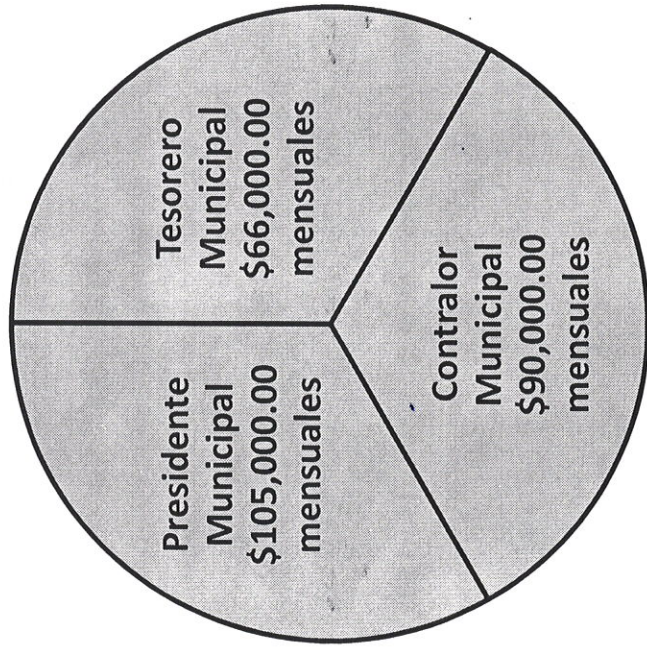 Presidente
Municipal
$105,000.00
mensuales
Tesorero
Municipal
$66,000.00
mensuales
Contralor
Municipal
$90,000.00
mensuales